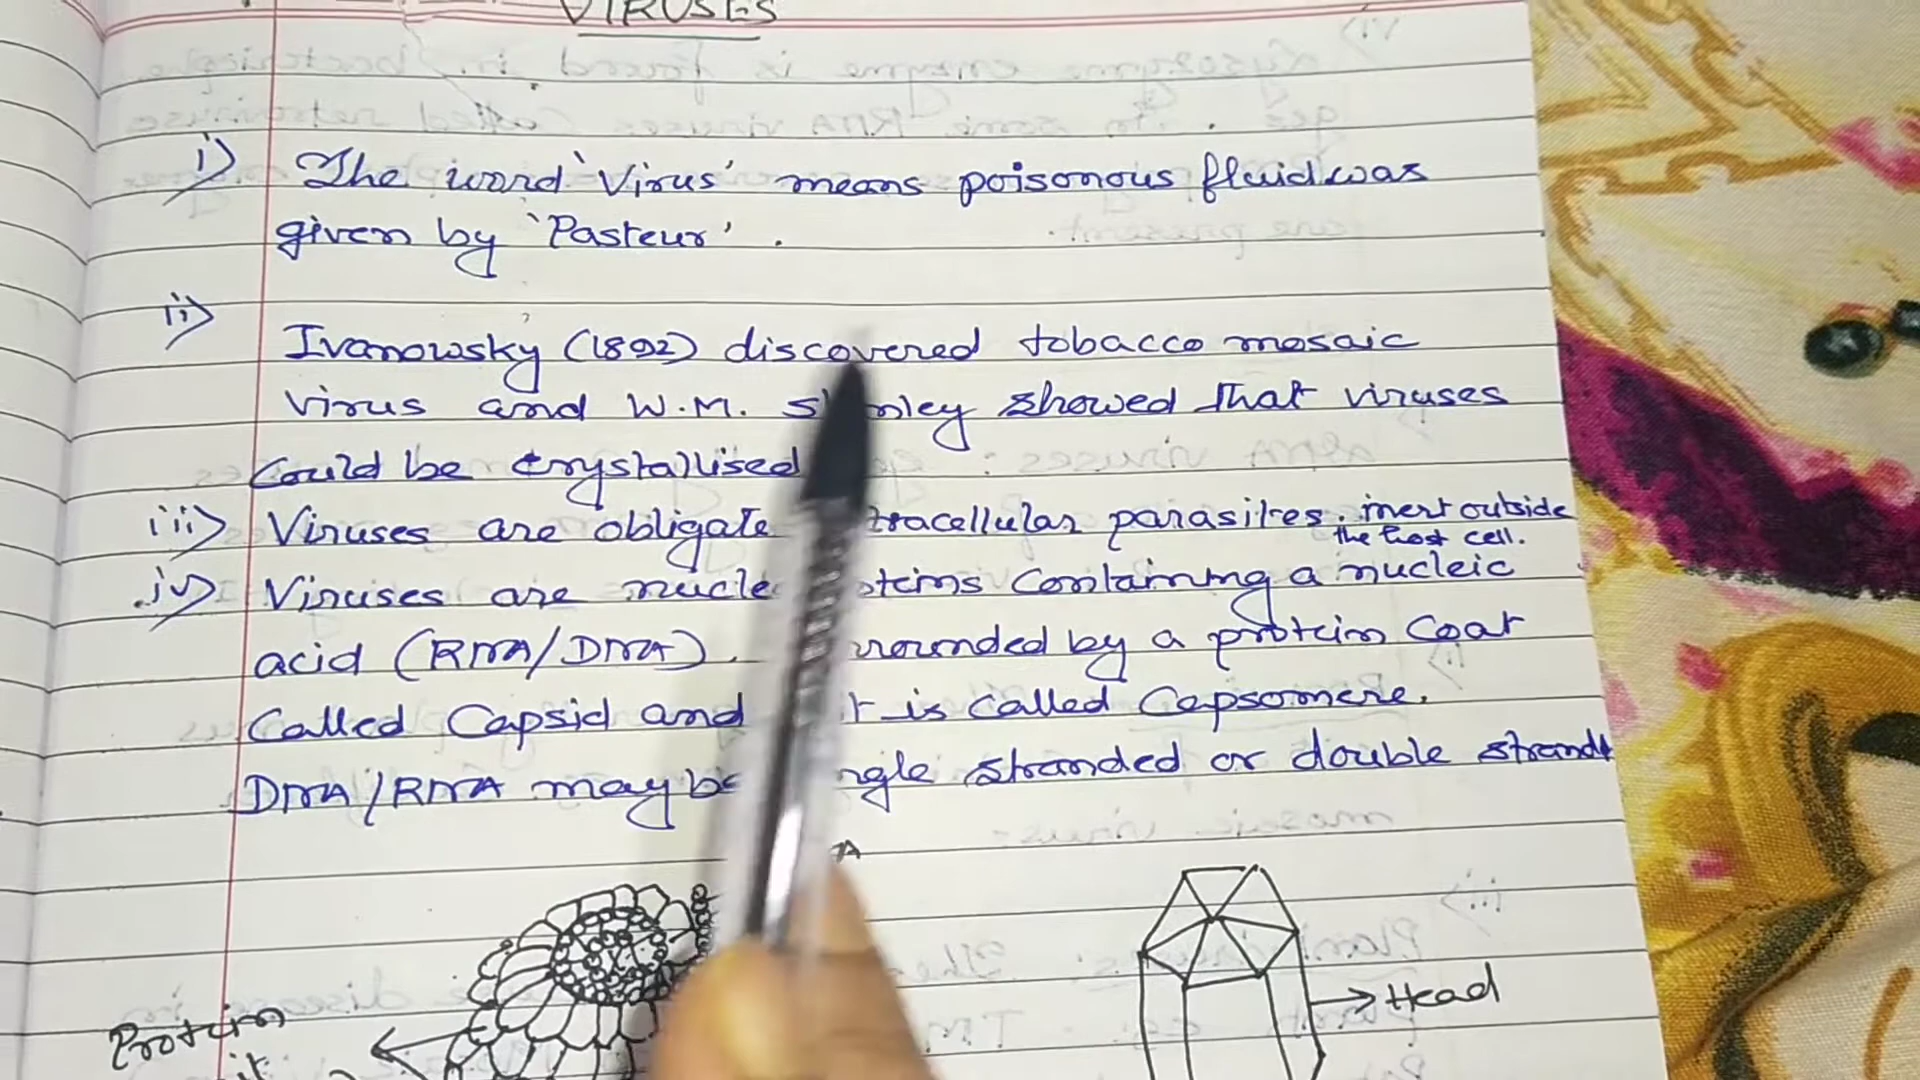 VIRUSES
i) The word 'Virus' means poisonous fluid was
given by 'Pasteur'.
ii) Ivanowsky (1892) discovered tobacco mosaic
virus and W.M. showed that viruses
could be crystallised
iii) Viruses are obligate parasites. inert outside
the host cell.
iv) Viruses are containing a nucleic
acid (RNA/DNA). by a protein coat
called Capsid and is called Capsomere.
DNA/RNA may be stranded or double strand
Head
Protein